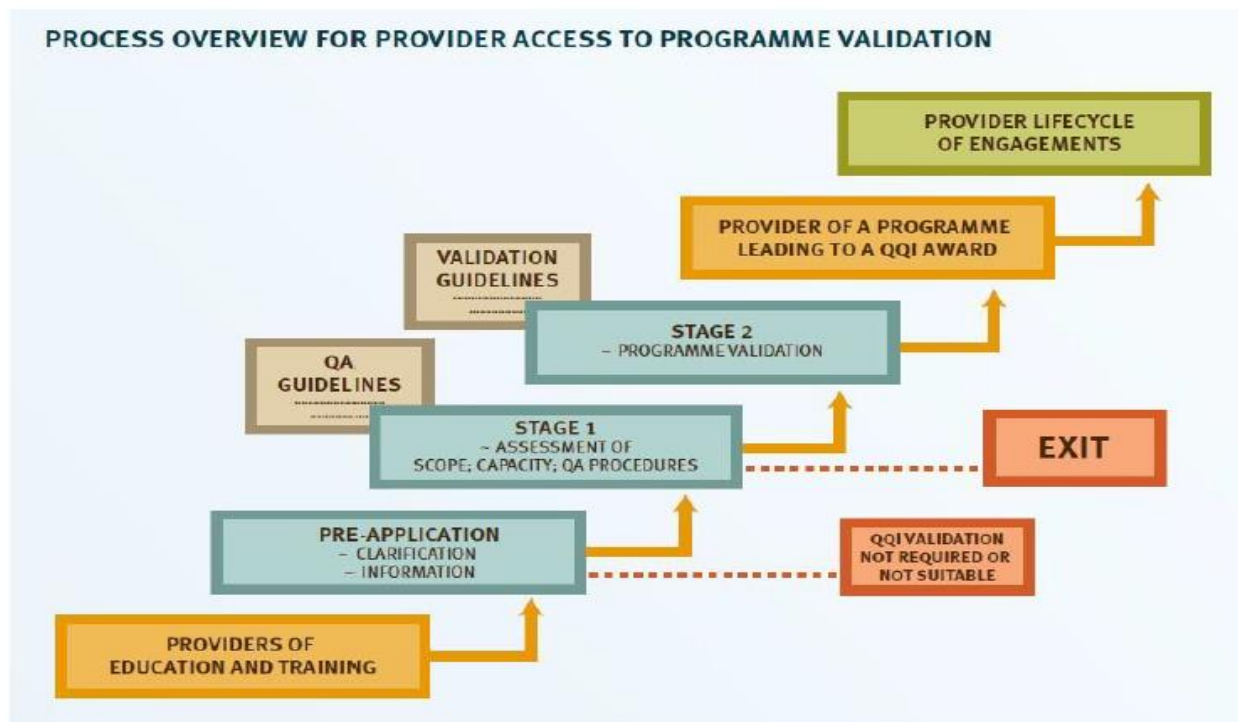 PROCESS OVERVIEW FOR PROVIDER ACCESS TO PROGRAMME VALIDATION
PROVIDER LIFECYCLE
OF ENGAGEMENTS
PROVIDER OF A PROGRAMME
LEADING TO A QQI AWARD
VALIDATION
GUIDELINES
STAGE 2
– PROGRAMME VALIDATION
QA
GUIDELINES
STAGE 1
– ASSESSMENT OF
SCOPE; CAPACITY; QA PROCEDURES
EXIT
PRE-APPLICATION
– CLARIFICATION
– INFORMATION
QQI VALIDATION
NOT REQUIRED OR
NOT SUITABLE
PROVIDERS OF
EDUCATION AND TRAINING